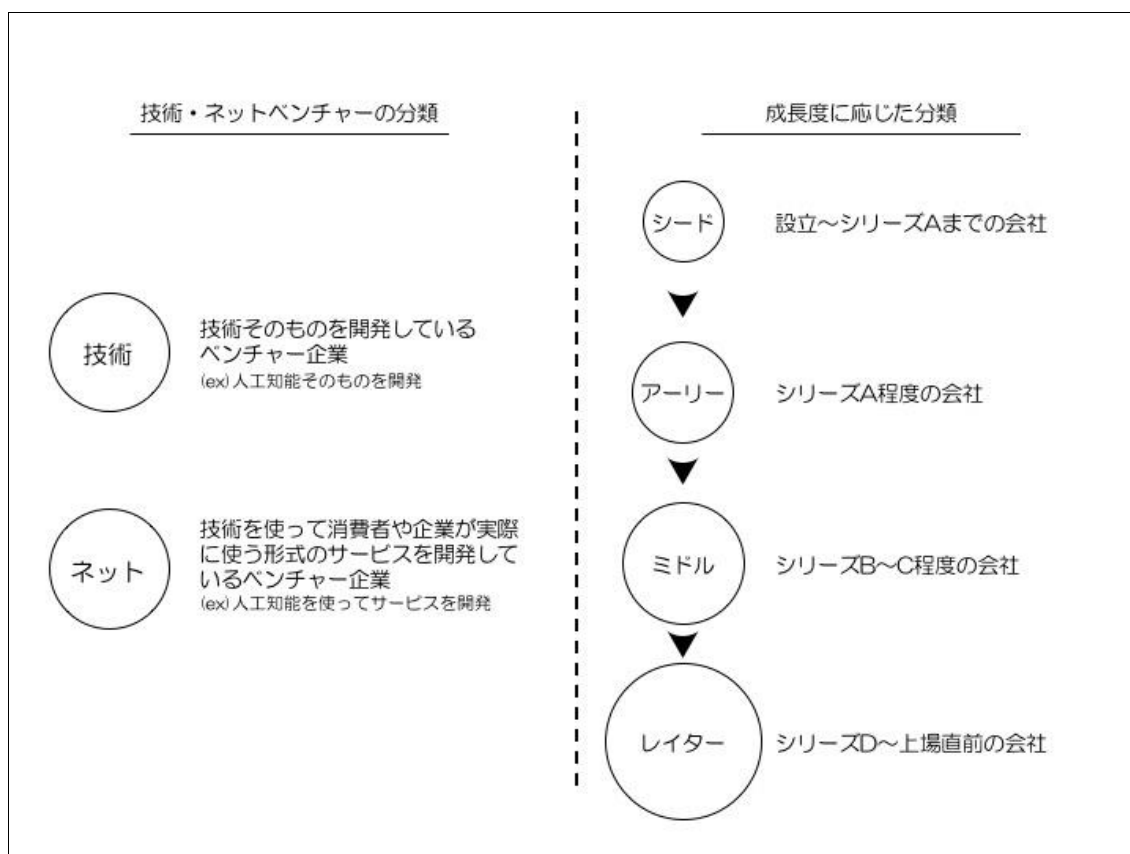 技術・ネットベンチャーの分類
技術
技術そのものを開発している
ベンチャー企業
(ex)人工知能そのものを開発
ネット
技術を使って消費者や企業が実際
に使う形式のサービスを開発して
いるベンチャー企業
(ex)人工知能を使ってサービスを開発
成長度に応じた分類
シード
設立～シリーズAまでの会社
アーリー
シリーズA程度の会社
ミドル
シリーズB～C程度の会社
レイター
シリーズD～上場直前の会社